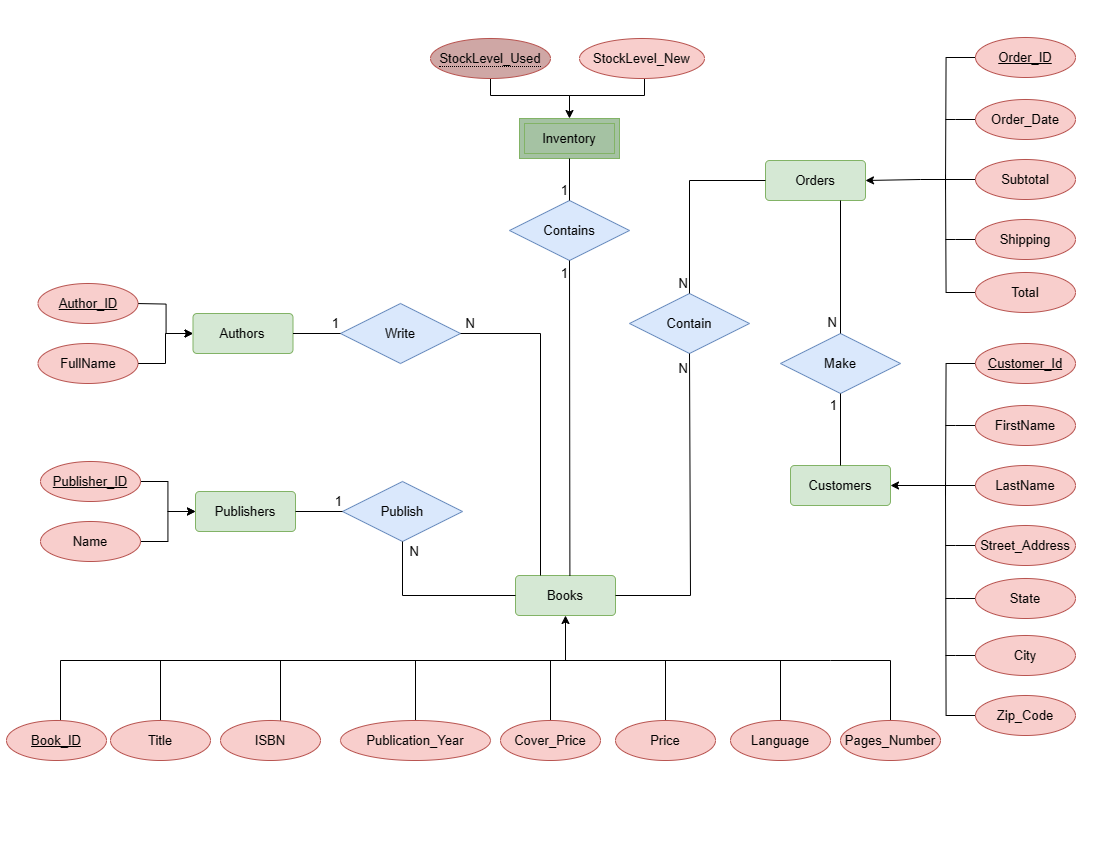 StockLevel_Used
StockLevel_New
Order_ID
Order_Date
Inventory
Orders
Subtotal
1
Contains
Shipping
1
N
Total
Author_ID
Authors
1
Write
N
Contain
N
FullName
N
Make
Customer_Id
1
FirstName
Publisher_ID
Customers
LastName
Publishers
1
Publish
Name
N
Street_Address
Books
State
City
Zip_Code
Book_ID
Title
ISBN
Publication_Year
Cover_Price
Price
Language
Pages_Number